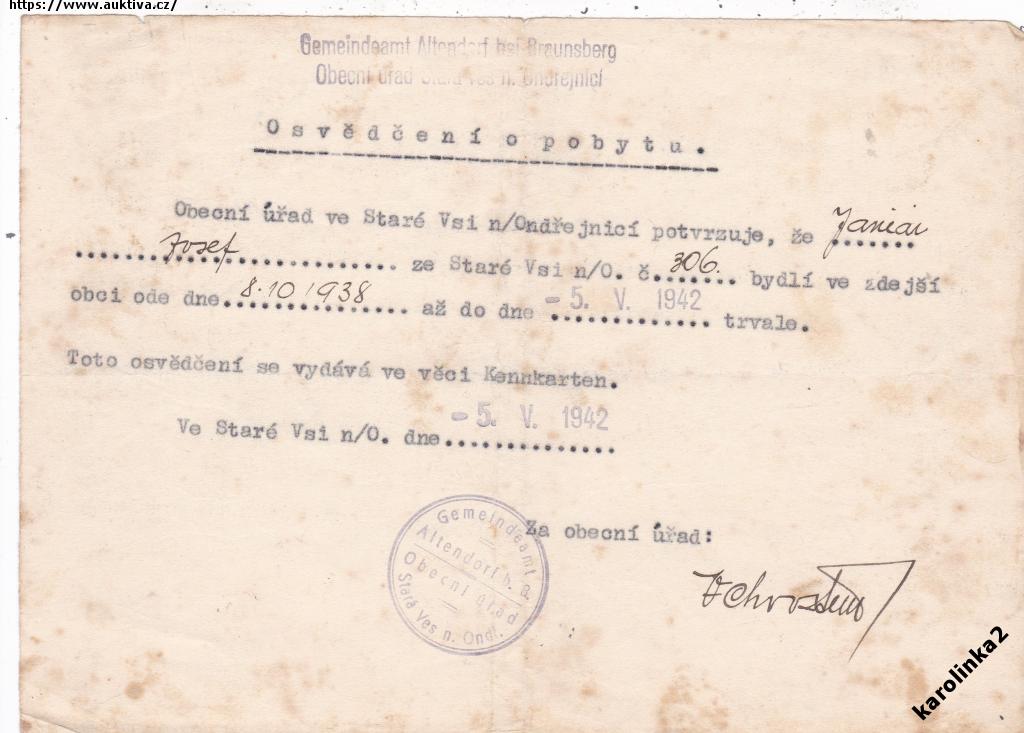 https://www.auktiva.cz/
Gemeindeamt Altendorf bei Braunsberg
Obecní úřad Stará Ves n. Ondřejnicí
Osvědčení o pobytu.
Obecní úřad ve Staré Vsi n/Ondřejnicí potvrzuje, že
Josef ze Staré Vsi n/O. č. 306. bydlí ve zdejší
obci ode dne 8.10 1938 až do dne - 5. V. 1942 trvale.
Toto osvědčení se vydává ve věci Kennkarten.
- 5. V. 1942
Ve Staré Vsi n/O. dne
Za obecní úřad:
Gemeindeamt
Altendorf b. B.
Obecní úřad
Stará Ves n. Ondř.
karolinka2